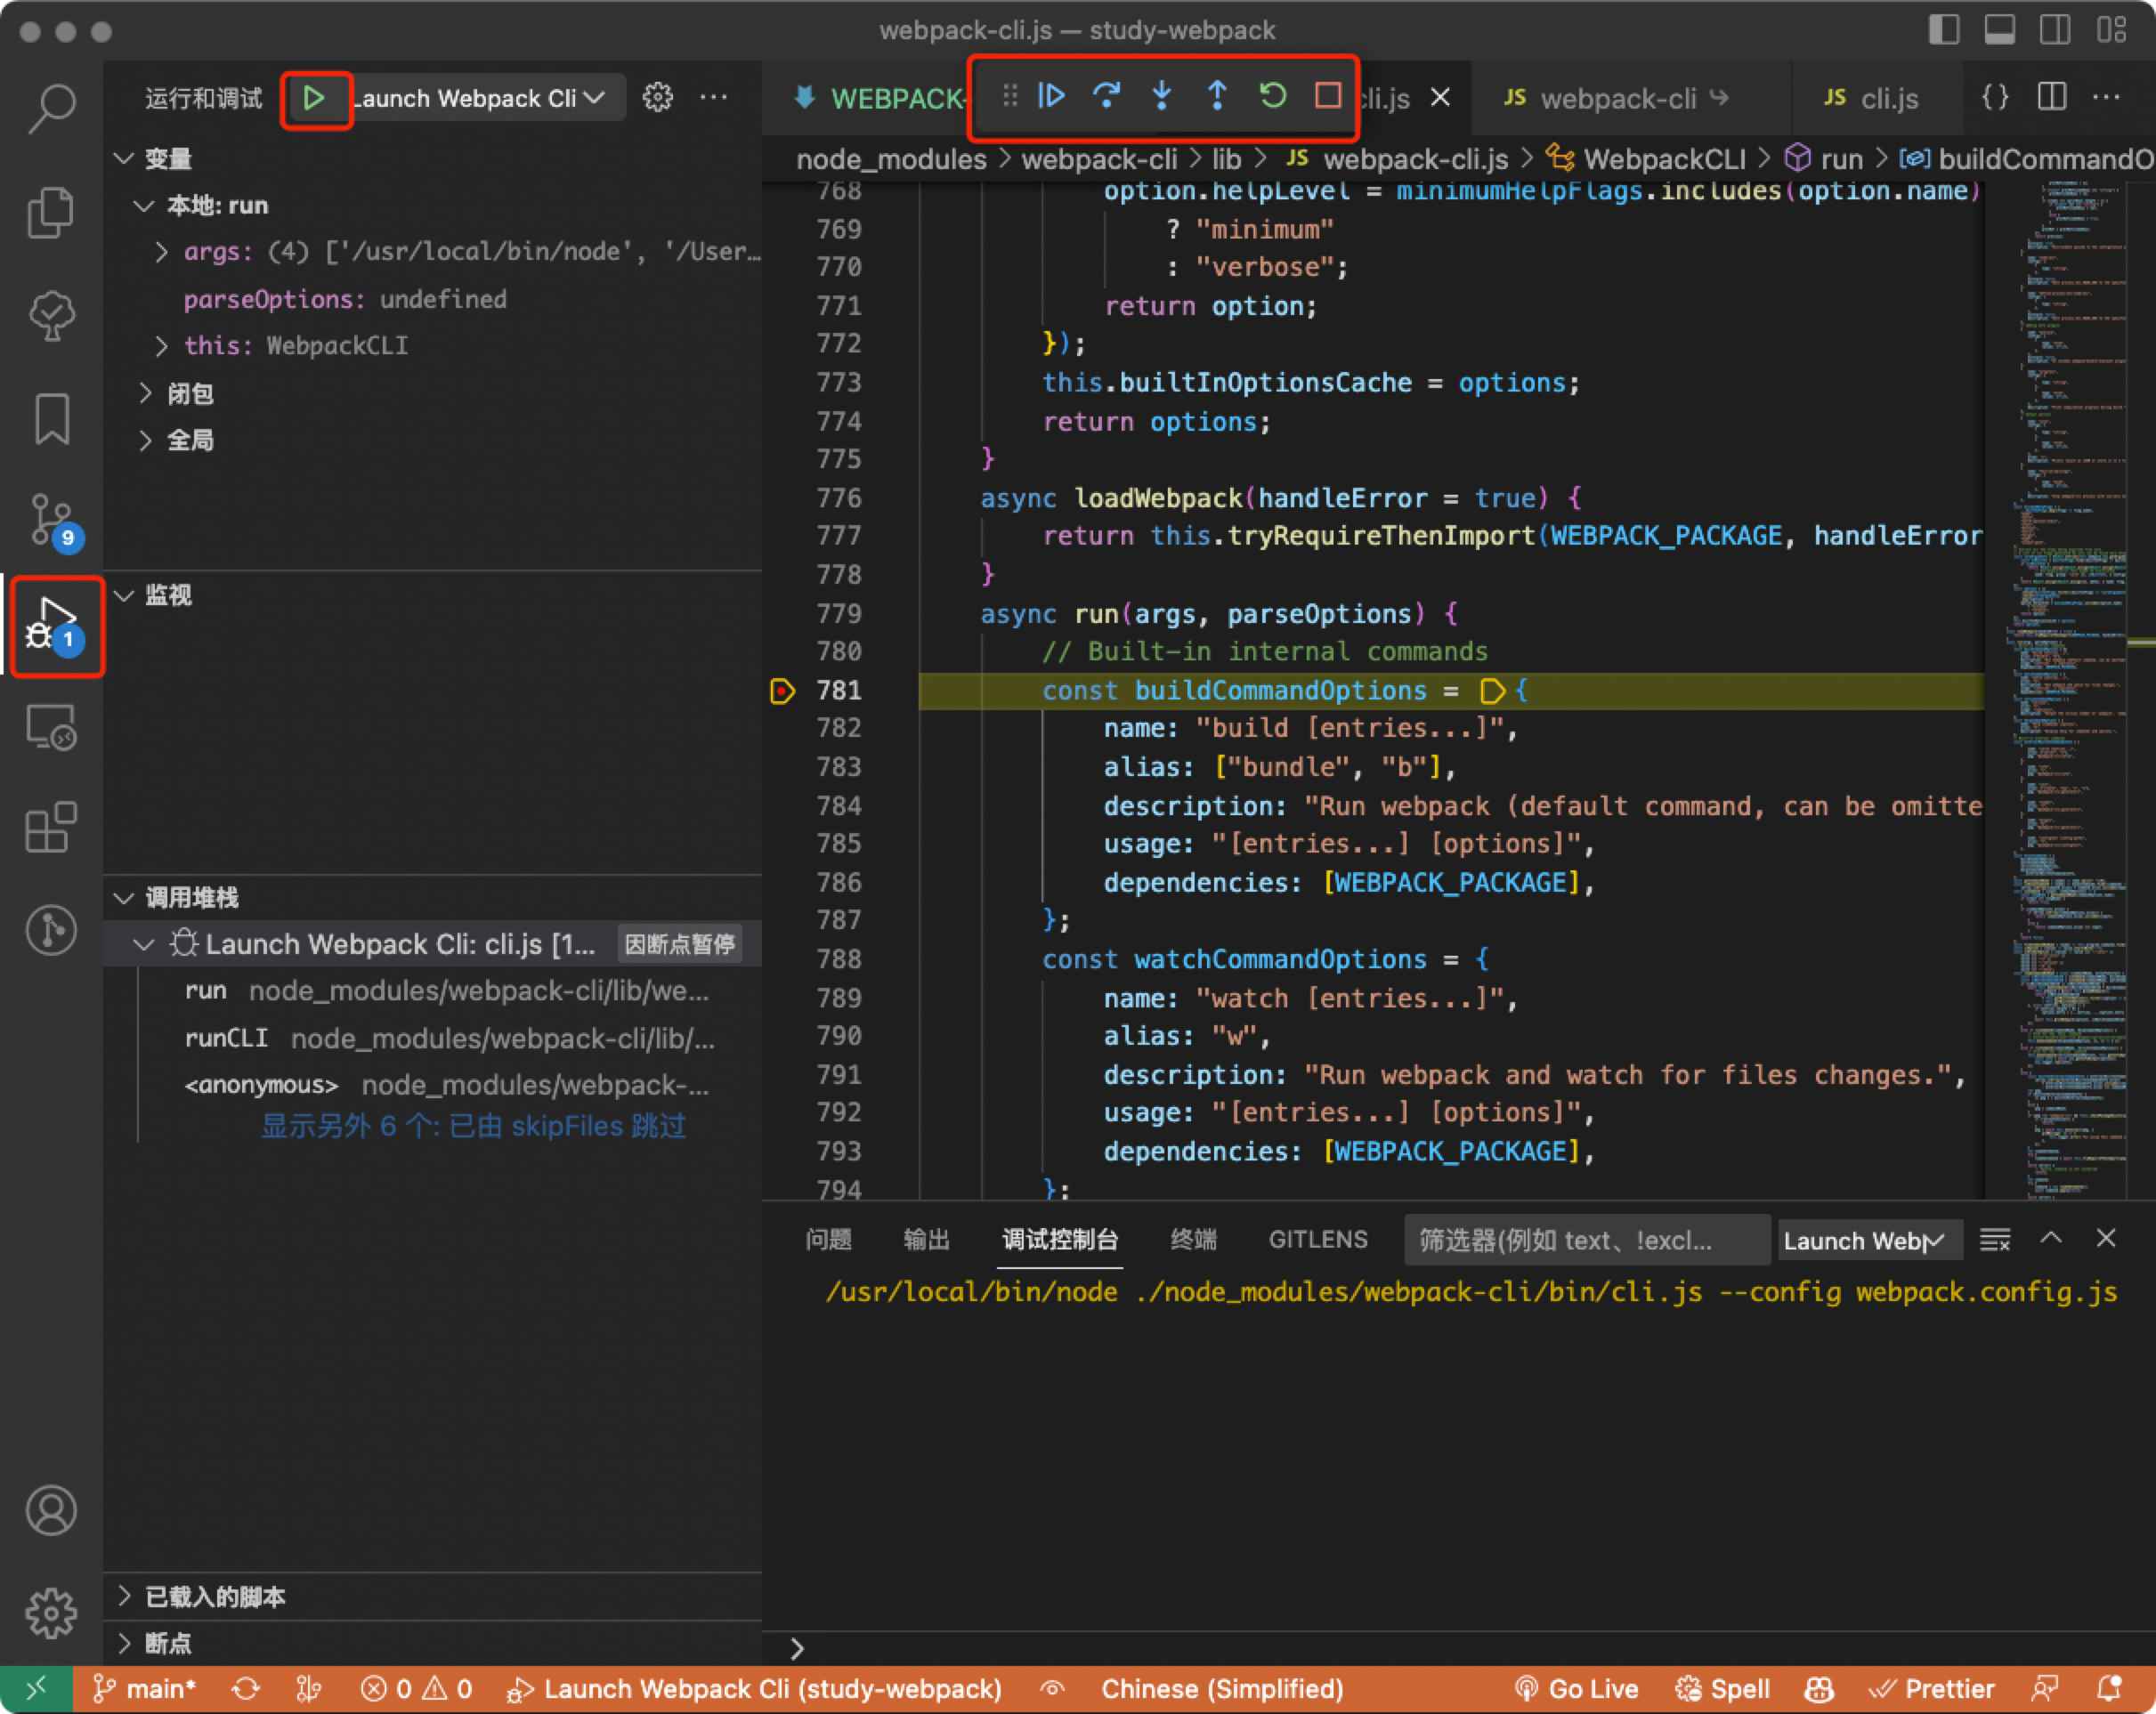 webpack-cli.js — study-webpack
运行和调试
Launch Webpack Cli
变量
本地: run
args: (4) ['/usr/local/bin/node', '/User…
parseOptions: undefined
this: WebpackCLI
闭包
全局
9
1
监视
调用堆栈
Launch Webpack Cli: cli.js [1... 因断点暂停
run node_modules/webpack-cli/lib/we...
runCLI node_modules/webpack-cli/lib/...
<anonymous> node_modules/webpack-...
显示另外 6 个: 已由 skipFiles 跳过
已载入的脚本
断点
WEBPACK- cli.js JS webpack-cli JS cli.js
node_modules > webpack-cli > lib > JS webpack-cli.js > WebpackCLI > run > buildCommandO
768 option.helpLevel = minimumHelpFlags.includes(option.name)
769 ? "minimum"
770 : "verbose";
771 return option;
772 });
773 this.builtInOptionsCache = options;
774 return options;
775 }
776 async loadWebpack(handleError = true) {
777 return this.tryRequireThenImport(WEBPACK_PACKAGE, handleError
778 }
779 async run(args, parseOptions) {
780 // Built-in internal commands
781 const buildCommandOptions = {
782 name: "build [entries...]",
783 alias: ["bundle", "b"],
784 description: "Run webpack (default command, can be omitte
785 usage: "[entries...] [options]",
786 dependencies: [WEBPACK_PACKAGE],
787 };
788 const watchCommandOptions = {
789 name: "watch [entries...]",
790 alias: "w",
791 description: "Run webpack and watch for files changes.",
792 usage: "[entries...] [options]",
793 dependencies: [WEBPACK_PACKAGE],
794 };
问题 输出 调试控制台 终端 GITLENS 筛选器(例如 text、!excl... Launch Web
/usr/local/bin/node ./node_modules/webpack-cli/bin/cli.js --config webpack.config.js
main* 0 0 Launch Webpack Cli (study-webpack) Chinese (Simplified) Go Live Spell Prettier